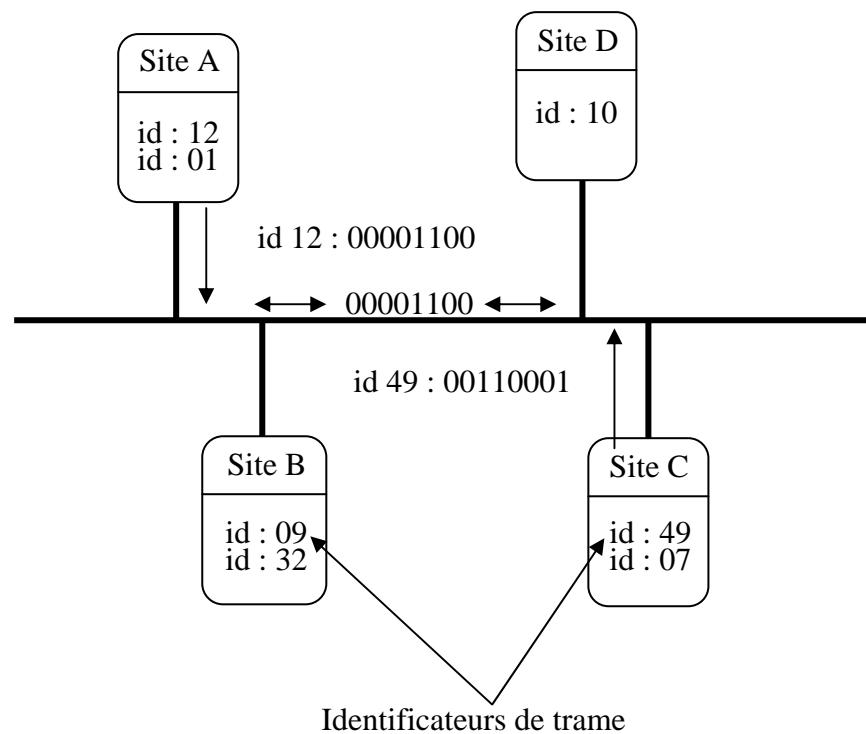 Site A
id : 12
id : 01
Site D
id : 10
id 12 : 00001100
00001100
id 49 : 00110001
Site B
id : 09
id : 32
Site C
id : 49
id : 07
Identificateurs de trame